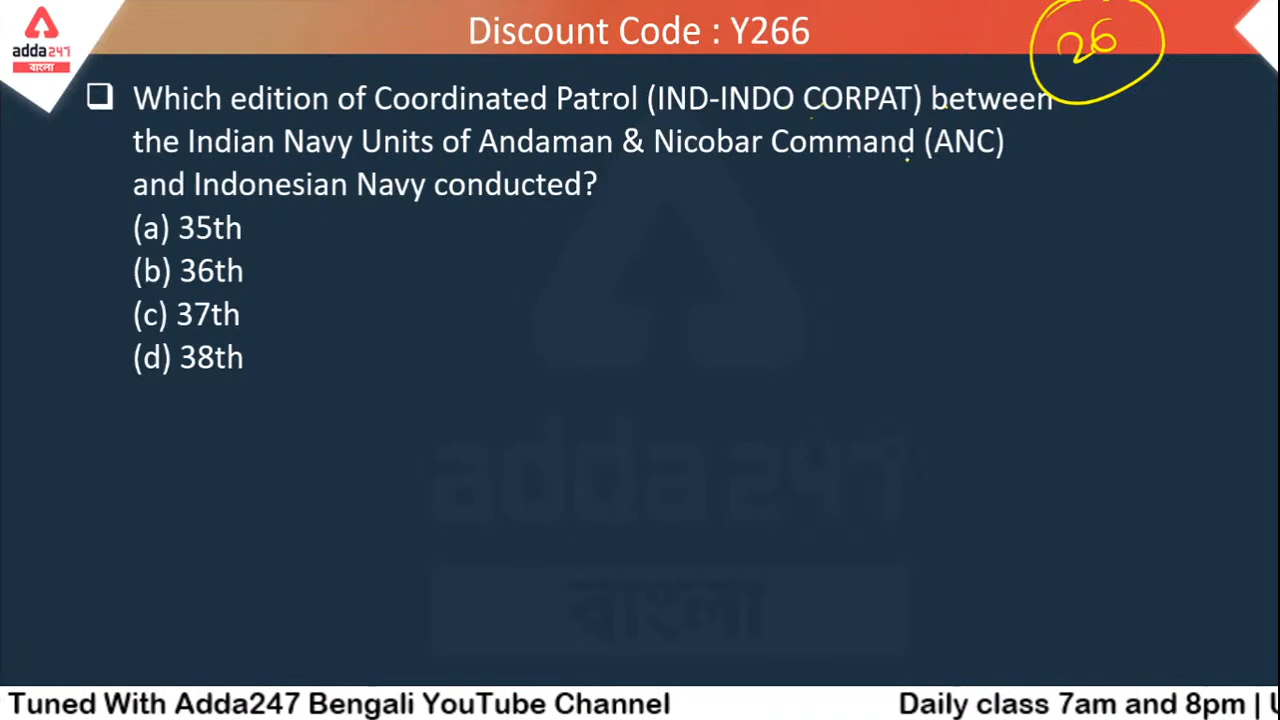 Discount Code : Y266
26
adda247
বাংলা
Which edition of Coordinated Patrol (IND-INDO CORPAT) between
the Indian Navy Units of Andaman & Nicobar Command (ANC)
and Indonesian Navy conducted?
(a) 35th
(b) 36th
(c) 37th
(d) 38th
adda247
বাংলা
Tuned With Adda247 Bengali YouTube Channel
Daily class 7am and 8pm |